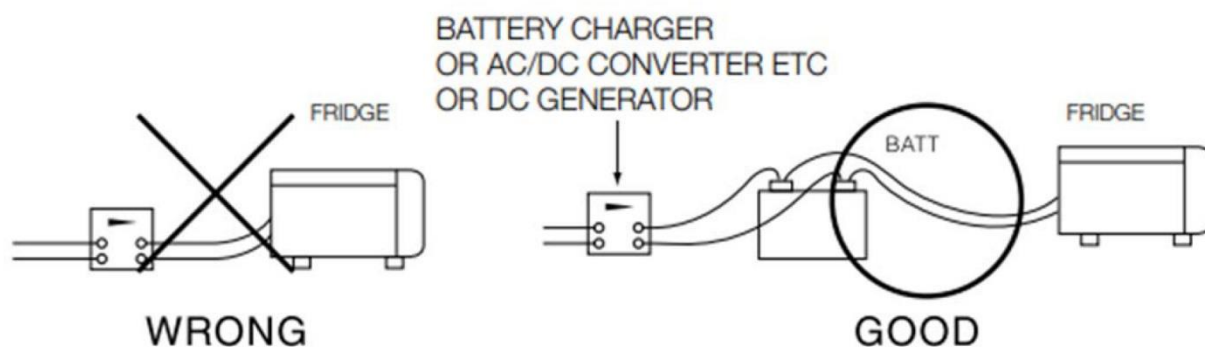 FRIDGE
WRONG
BATTERY CHARGER
OR AC/DC CONVERTER ETC
OR DC GENERATOR
BATT
FRIDGE
GOOD